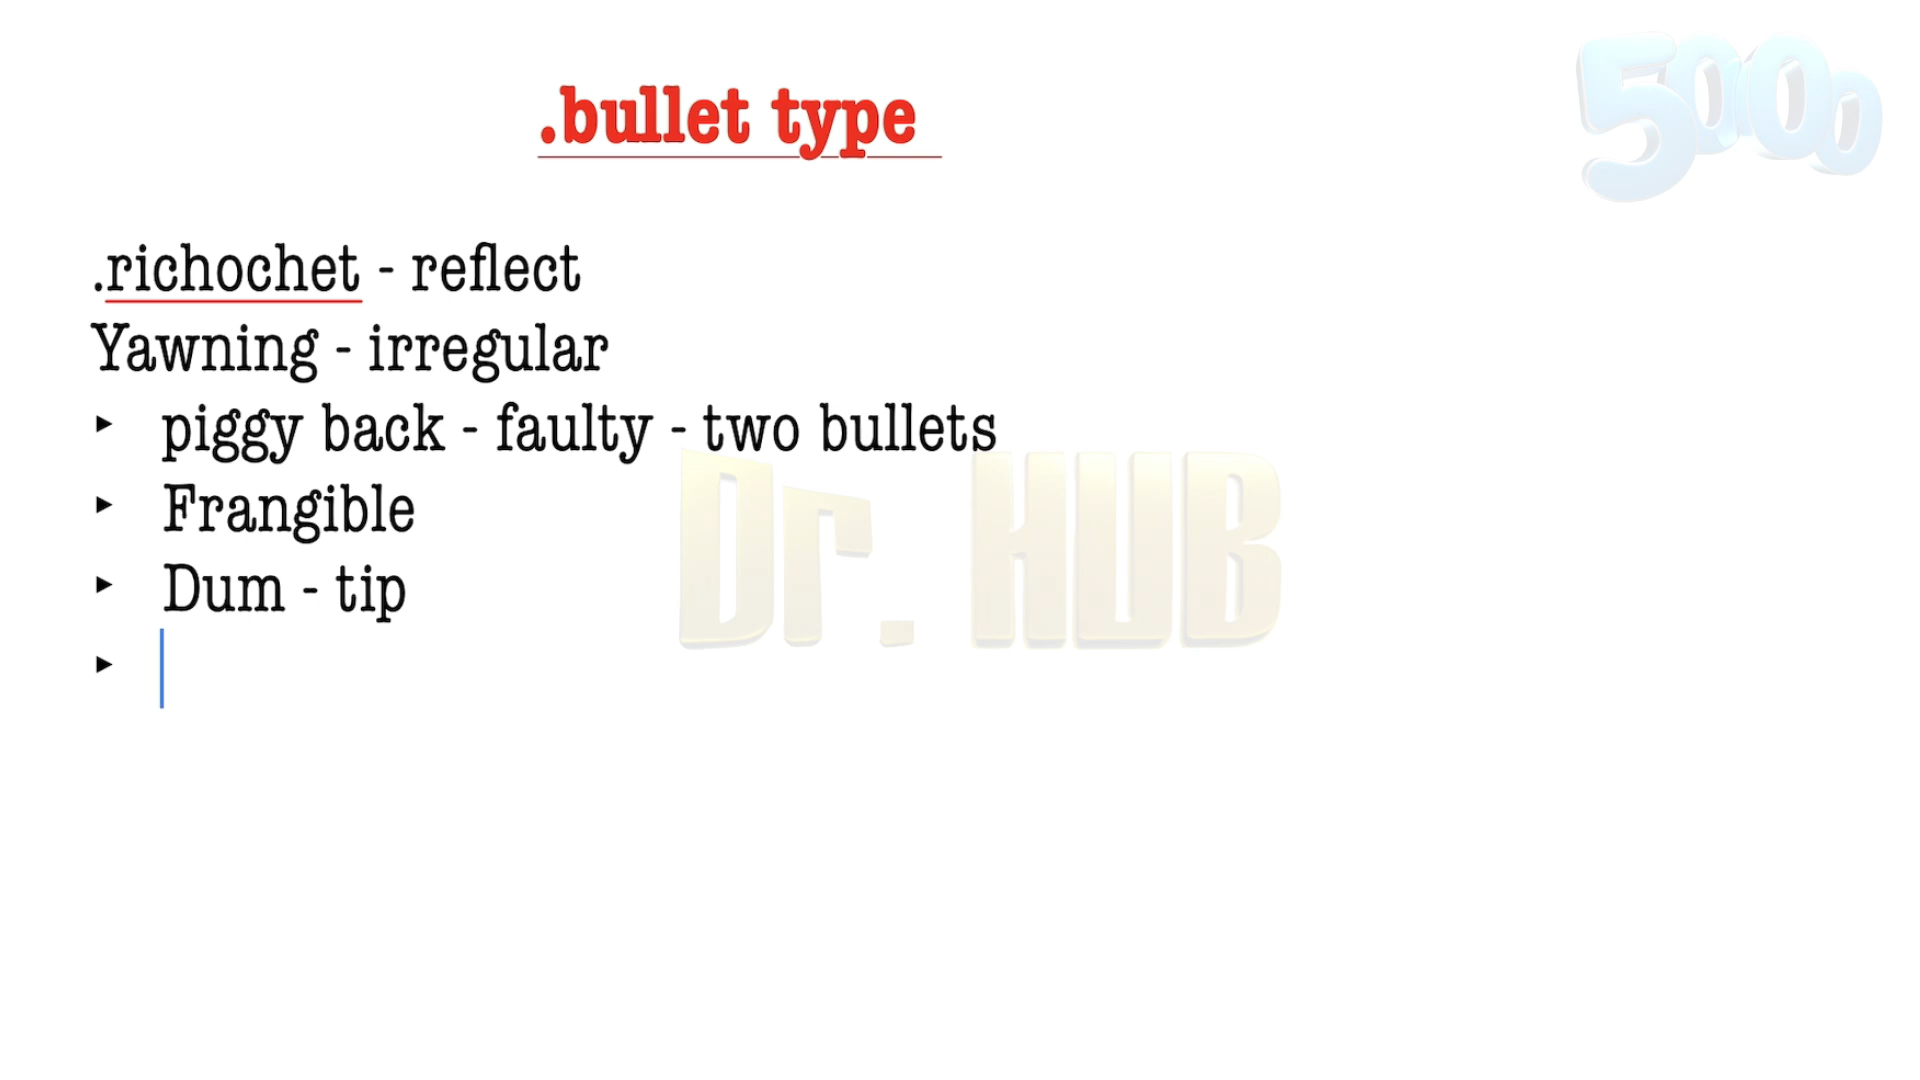 5000
.bullet type
.richochet - reflect
Yawning - irregular
‣ piggy back - faulty - two bullets
‣ Frangible
‣ Dum - tip
‣
Dr. HUB